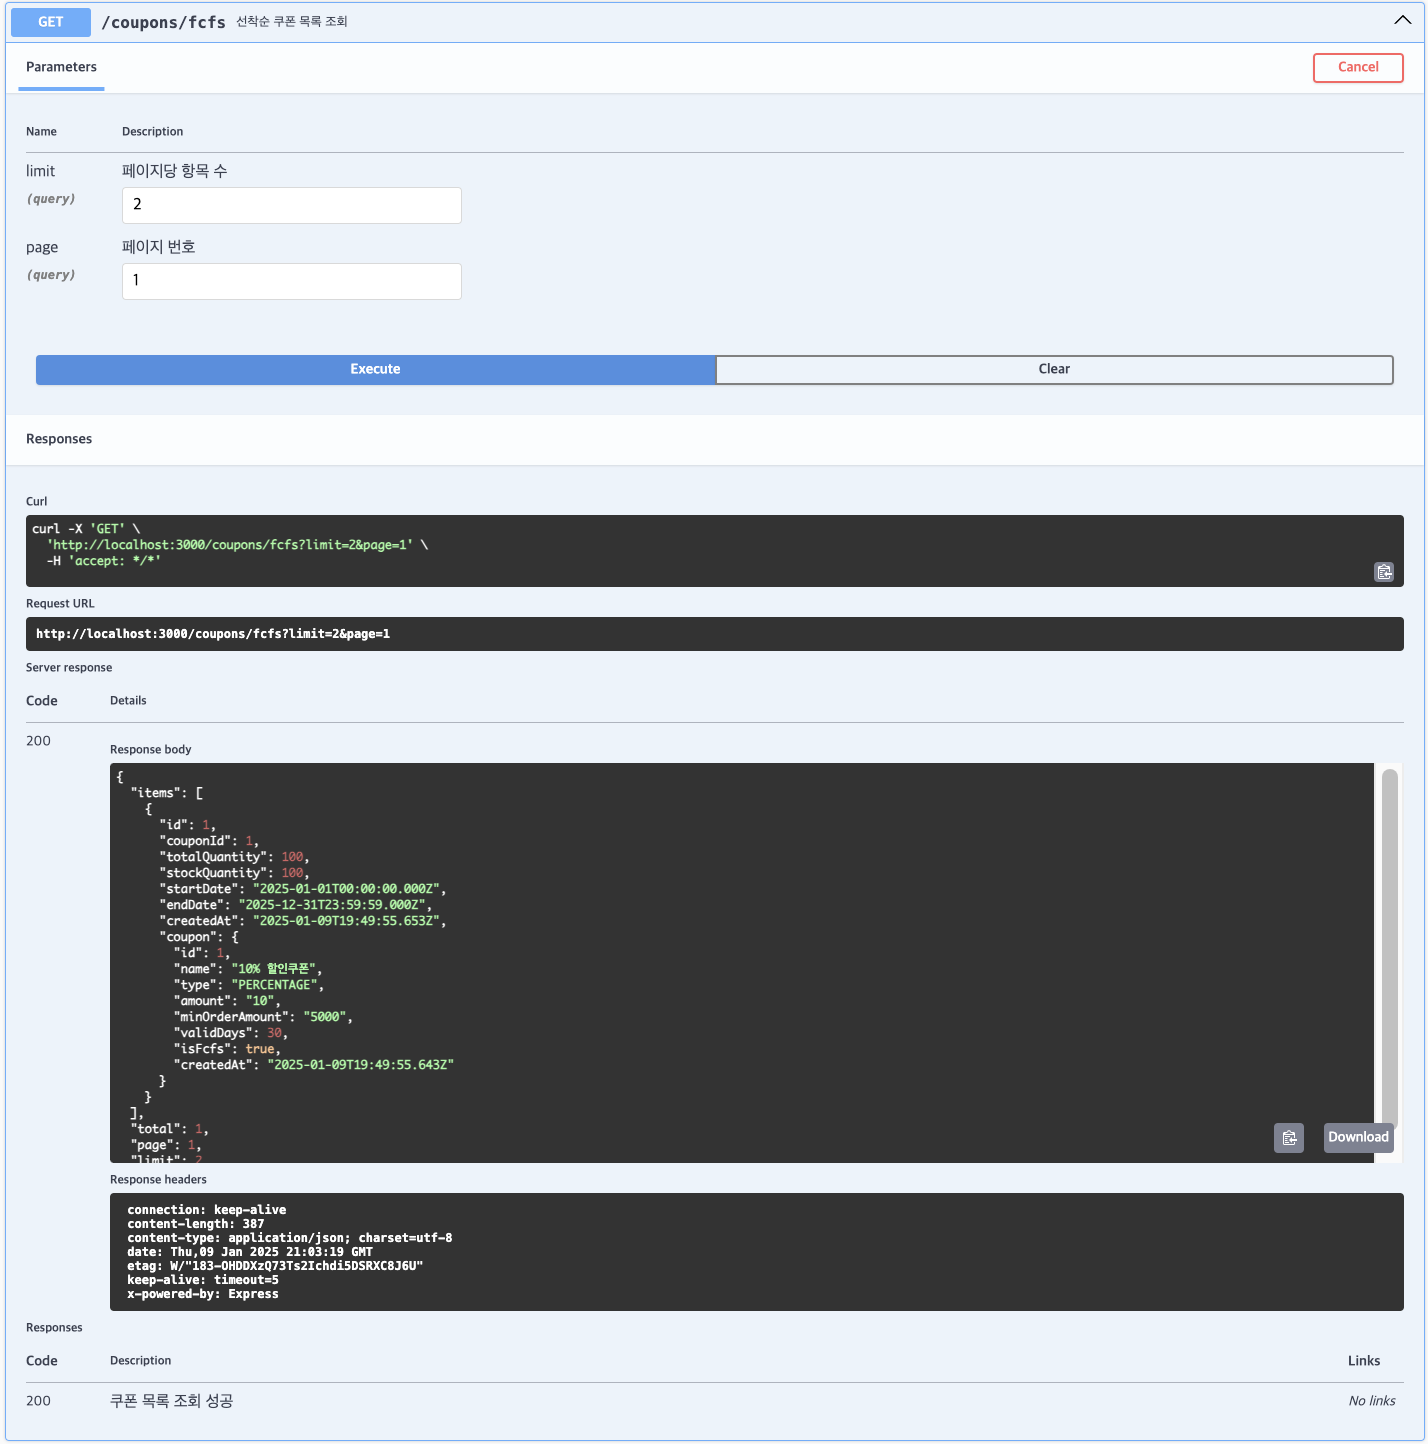 GET /coupons/fcfs 선착순 쿠폰 목록 조회
Parameters
Cancel
Name Description
limit 페이지당 항목 수
(query)
2
page 페이지 번호
(query)
1
Execute Clear
Responses
Curl
curl -X 'GET' \
'http://localhost:3000/coupons/fcfs?limit=2&page=1' \
-H 'accept: */*'
Request URL
http://localhost:3000/coupons/fcfs?limit=2&page=1
Server response
Code Details
200
Response body
{
"items": [
{
"id": 1,
"couponId": 1,
"totalQuantity": 100,
"stockQuantity": 100,
"startDate": "2025-01-01T00:00:00.000Z",
"endDate": "2025-12-31T23:59:59.000Z",
"createdAt": "2025-01-09T19:49:55.653Z",
"coupon": {
"id": 1,
"name": "10% 할인쿠폰",
"type": "PERCENTAGE",
"amount": "10",
"minOrderAmount": "5000",
"validDays": 30,
"isFcfs": true,
"createdAt": "2025-01-09T19:49:55.643Z"
}
}
],
"total": 1,
"page": 1,
"limit": 2
Download
Response headers
connection: keep-alive
content-length: 387
content-type: application/json; charset=utf-8
date: Thu,09 Jan 2025 21:03:19 GMT
etag: W/"183-OHDDXzQ73Ts2Ichdi5DSRXC8J6U"
keep-alive: timeout=5
x-powered-by: Express
Responses
Code Description Links
200 쿠폰 목록 조회 성공 No links